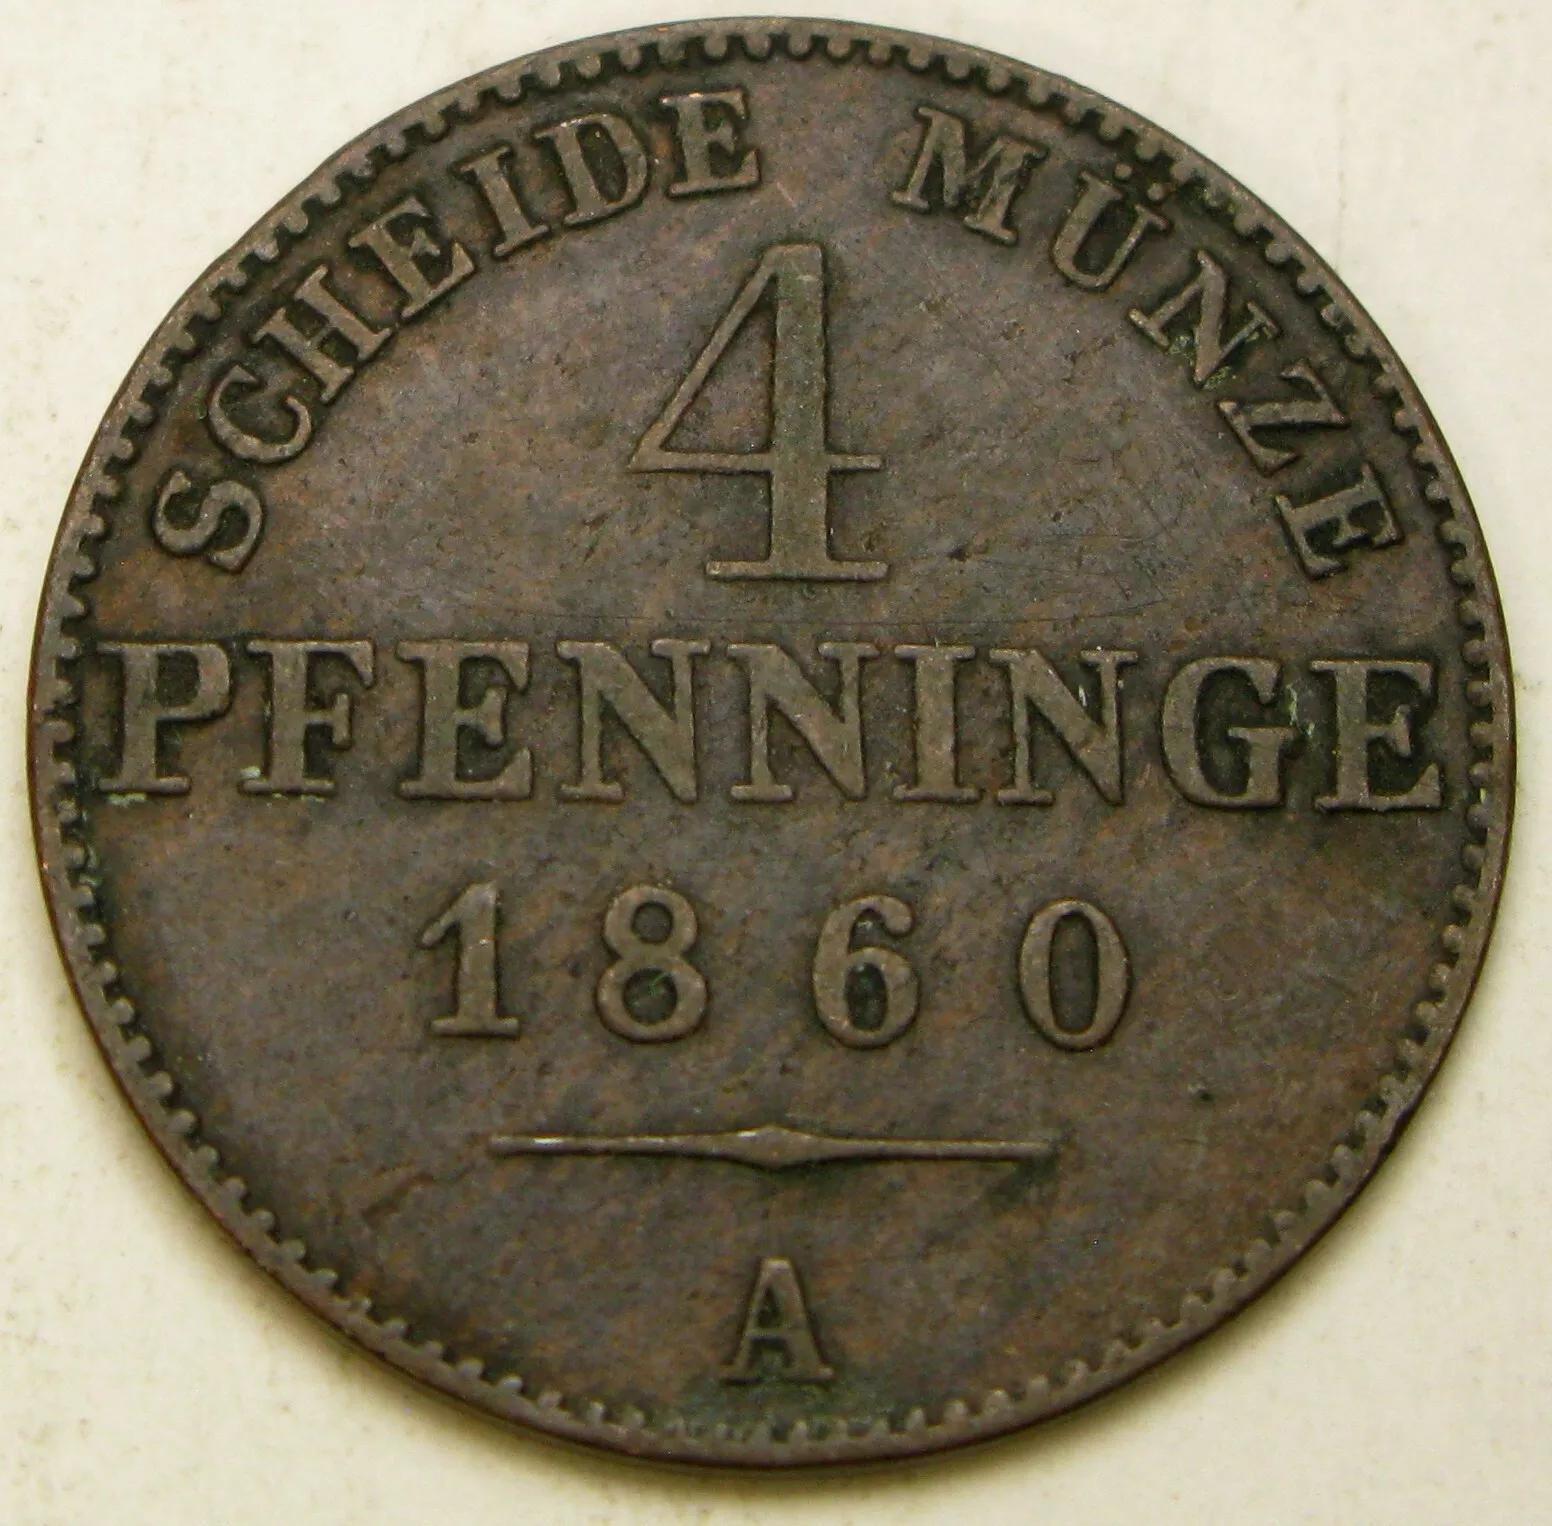 SCHEIDE MÜNZE
4
PFENNINGE
1860
A